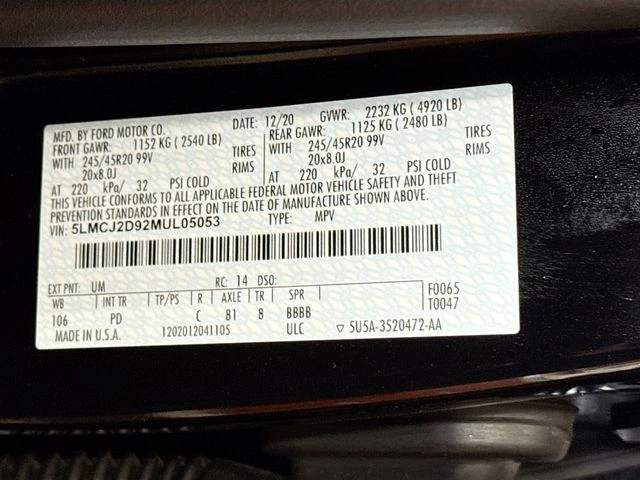 MFD. BY FORD MOTOR CO. DATE: 12/20 GVWR: 2232 KG ( 4920 LB)
FRONT GAWR: 1152 KG ( 2540 LB) REAR GAWR: 1125 KG ( 2480 LB)
WITH 245/45R20 99V TIRES WITH 245/45R20 99V TIRES
20x8.0J RIMS 20x8.0J RIMS
AT 220 kPa/ 32 PSI COLD AT 220 kPa/ 32 PSI COLD
THIS VEHICLE CONFORMS TO ALL APPLICABLE FEDERAL MOTOR VEHICLE SAFETY AND THEFT
PREVENTION STANDARDS IN EFFECT ON THE DATE OF MANUFACTURE SHOWN ABOVE.
VIN: 5LMCJ2D92MUL05053 TYPE: MPV
EXT PNT: UM RC: 14 DSO:
WB INT TR TP/PS R AXLE TR SPR F0065
106 PD C 81 8 BBBB T0047
MADE IN U.S.A. 1202012041105 ULC ▽ 5U5A-3520472-AA